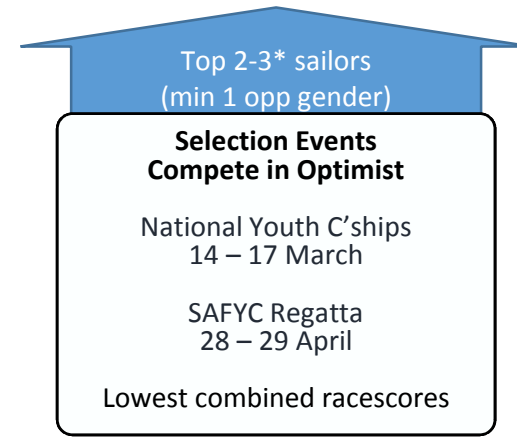 Top 2-3* sailors
(min 1 opp gender)
Selection Events
Compete in Optimist
National Youth C'ships
14 – 17 March
SAFYC Regatta
28 – 29 April
Lowest combined racescores